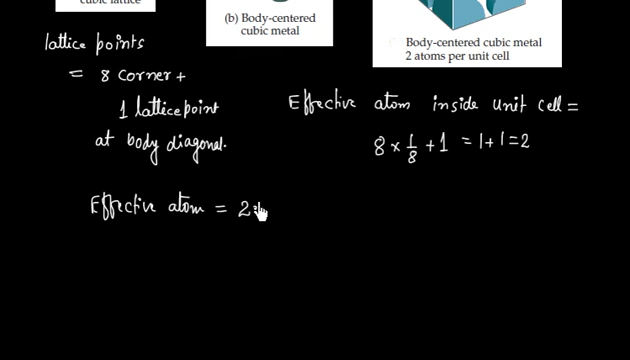 cubic lattice
(b) Body-centered
cubic metal
Body-centered cubic metal
2 atoms per unit cell
lattice points
= 8 corner +
1 lattice point
at body diagonal.
Effective atom inside unit cell =
8 × 1/8 + 1 = 1 + 1 = 2
Effective atom = 2